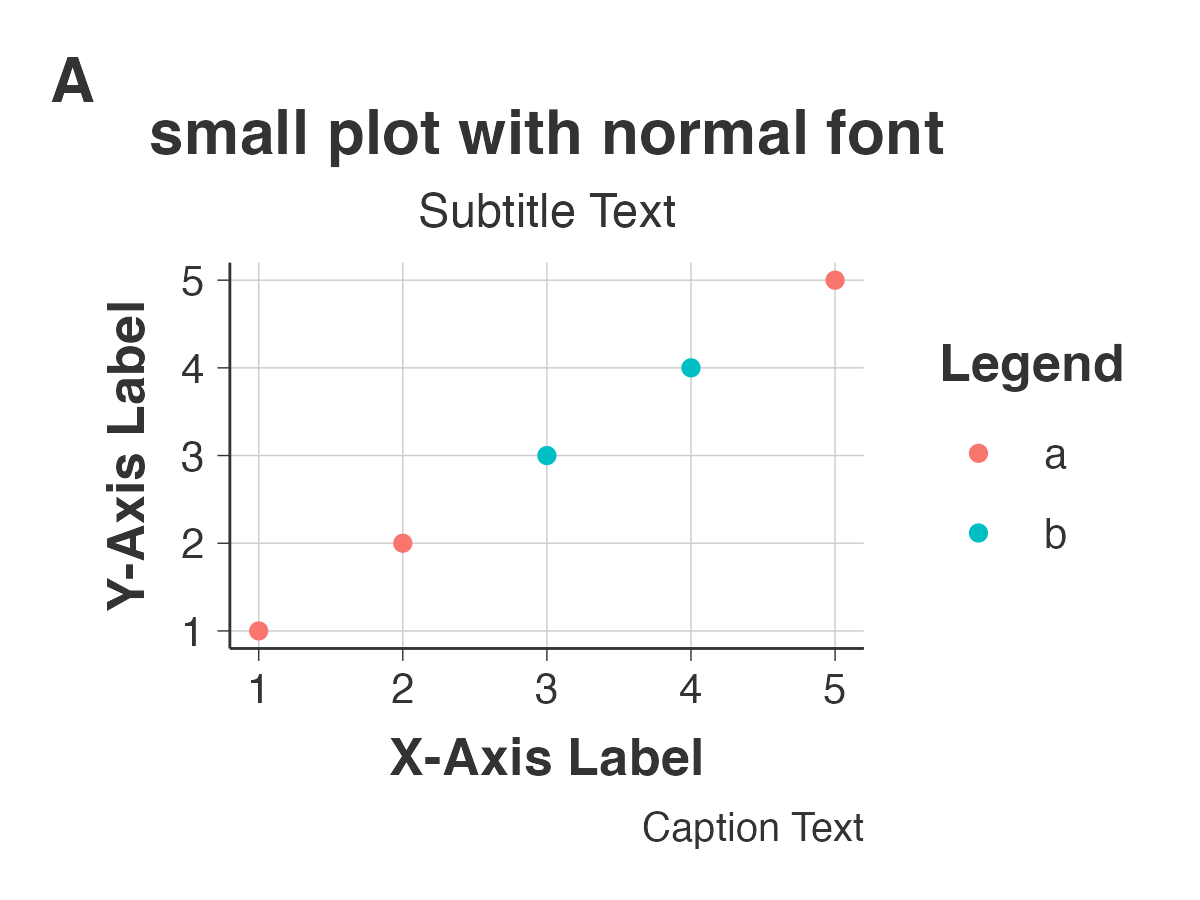 A
small plot with normal font
Subtitle Text
Y-Axis Label
5
4
3
2
1
1 2 3 4 5
X-Axis Label
Legend
a
b
Caption Text